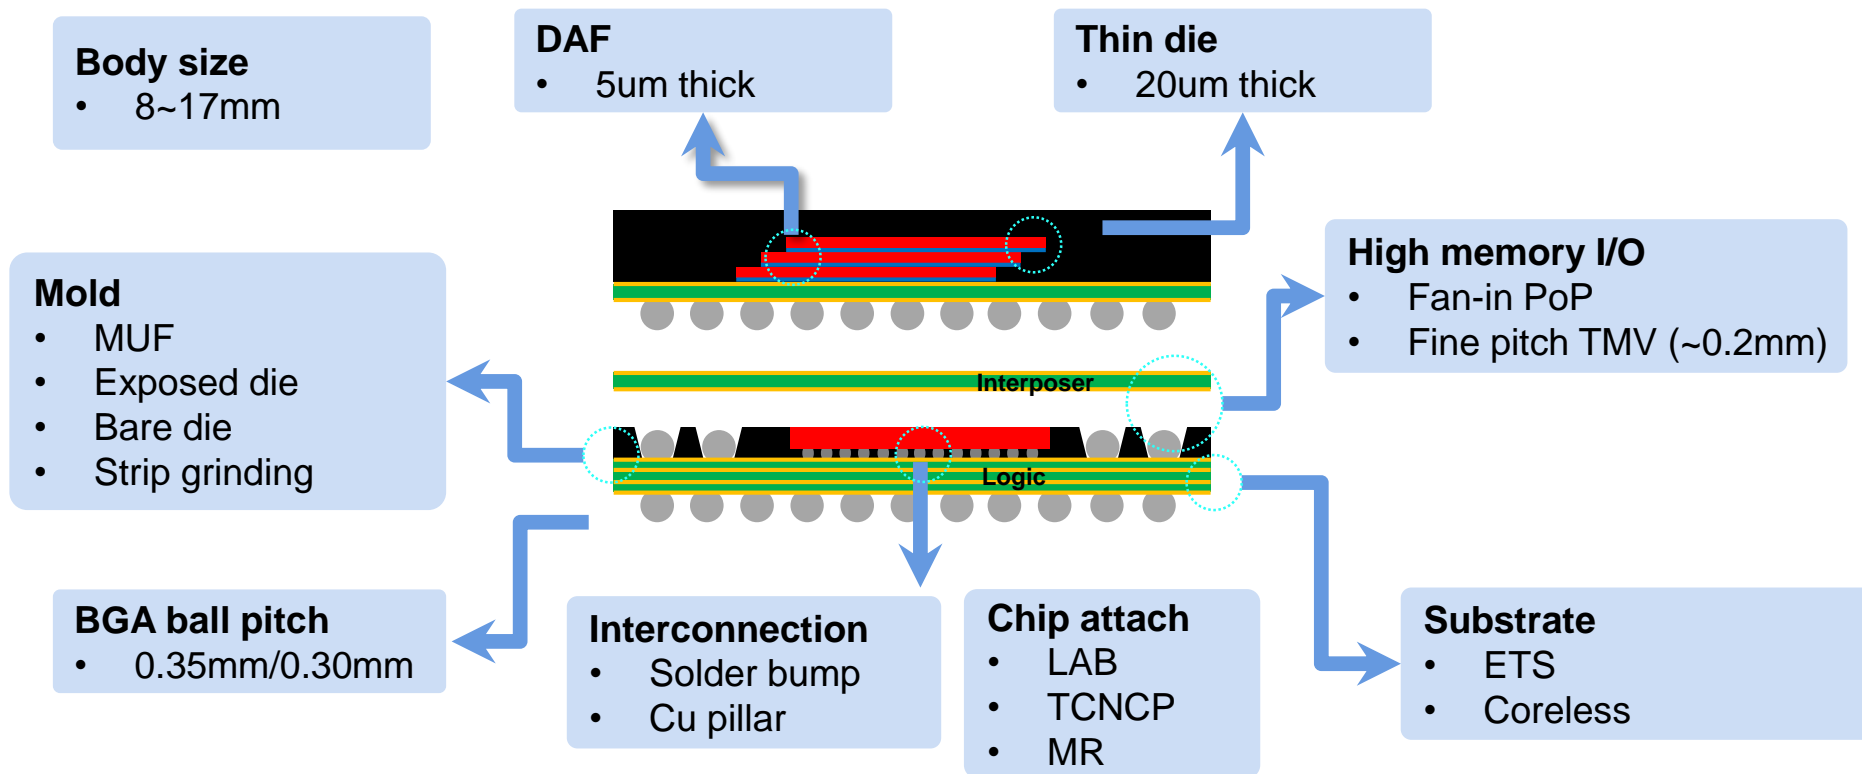 Body size
• 8~17mm
DAF
• 5um thick
Thin die
• 20um thick
Mold
• MUF
• Exposed die
• Bare die
• Strip grinding
High memory I/O
• Fan-in PoP
• Fine pitch TMV (~0.2mm)
Interposer
Logic
BGA ball pitch
• 0.35mm/0.30mm
Interconnection
• Solder bump
• Cu pillar
Chip attach
• LAB
• TCNCP
• MR
Substrate
• ETS
• Coreless